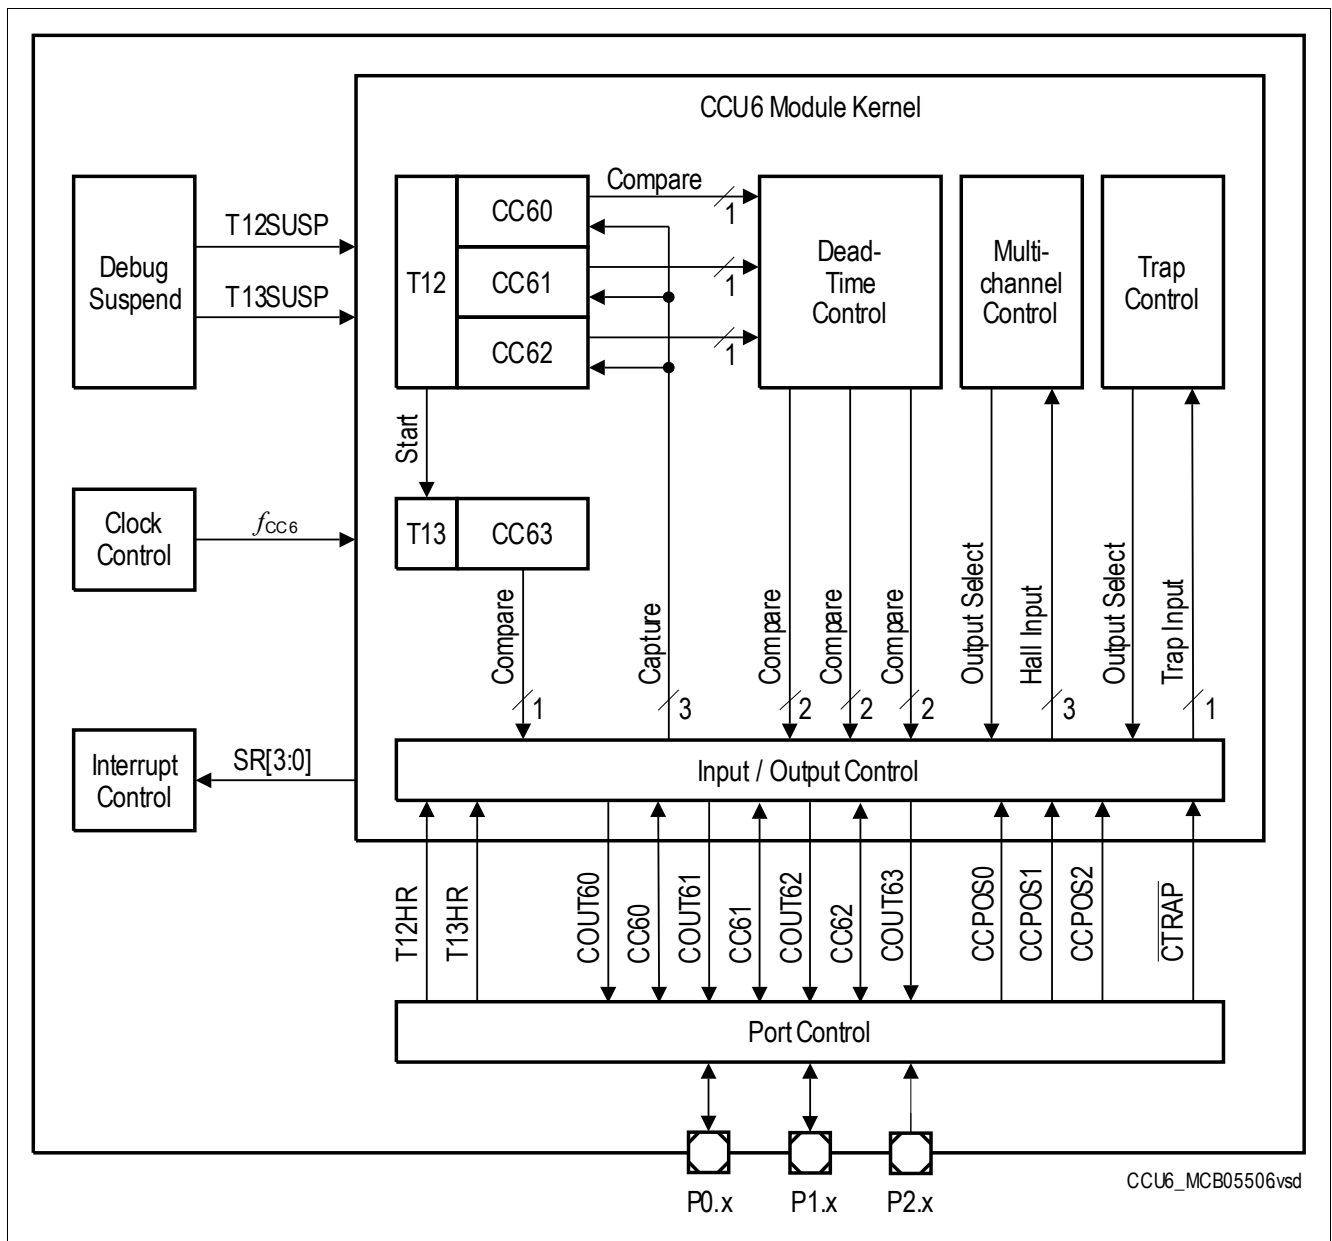 CCU6 Module Kernel
Debug
Suspend
T12SUSP
T13SUSP
T12
CC60
CC61
CC62
Compare
1
1
1
Dead-
Time
Control
Multi-
channel
Control
Trap
Control
Start
T13
CC63
Clock
Control
fCC6
Compare
1
Capture
3
Compare
2
Compare
2
Compare
2
Output Select
Hall Input
3
Output Select
Trap Input
1
Interrupt
Control
SR[3:0]
Input / Output Control
T12HR
T13HR
COUT60
CC60
COUT61
CC61
COUT62
CC62
COUT63
CCPOS0
CCPOS1
CCPOS2
CTRAP
Port Control
P0.x
P1.x
P2.x
CCU6_MCB05506.vsd